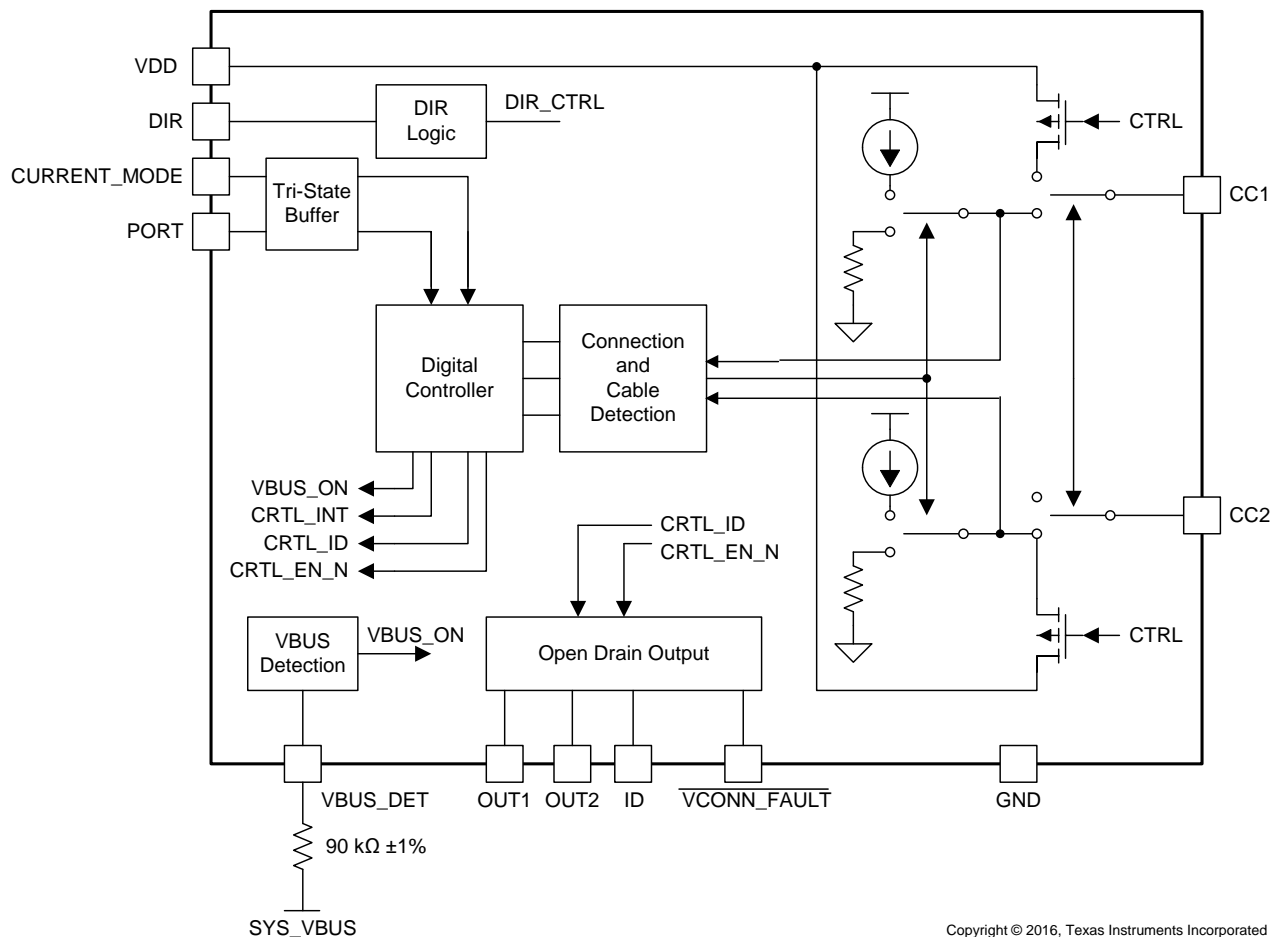 VDD
DIR
CURRENT_MODE
PORT
DIR
Logic
DIR_CTRL
Tri-State
Buffer
CTRL
CC1
Digital
Controller
Connection
and
Cable
Detection
VBUS_ON
CRTL_INT
CRTL_ID
CRTL_EN_N
CRTL_ID
CRTL_EN_N
CC2
CTRL
VBUS
Detection
VBUS_ON
Open Drain Output
VBUS_DET
OUT1
OUT2
ID
VCONN_FAULT
GND
90 kΩ ±1%
SYS_VBUS
Copyright © 2016, Texas Instruments Incorporated